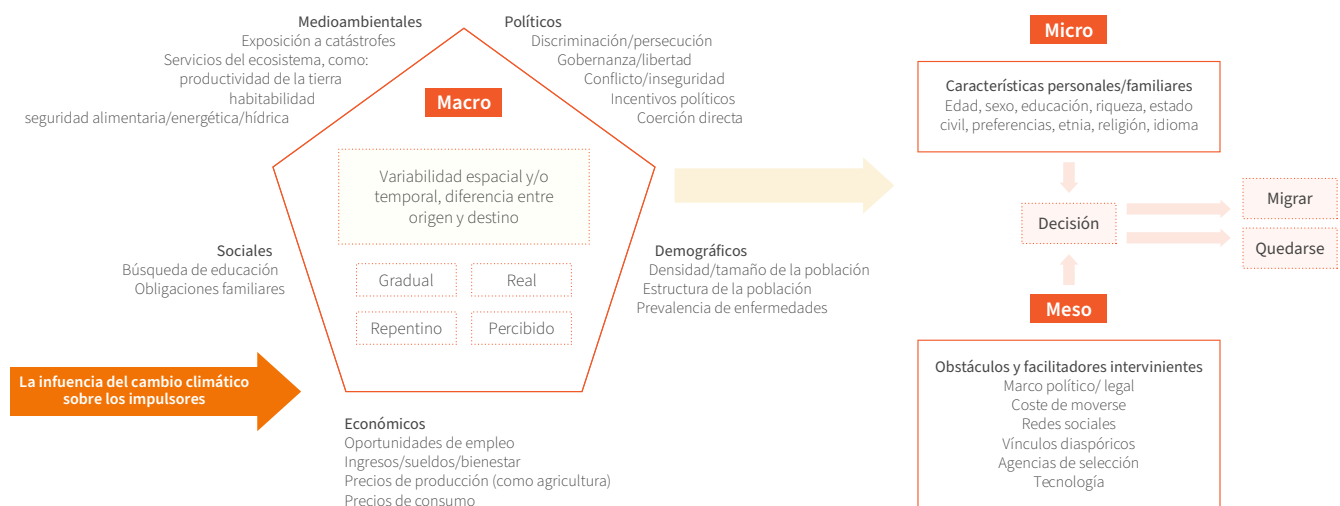 Medioambientales
Exposición a catástrofes
Servicios del ecosistema, como:
productividad de la tierra
habitabilidad
seguridad alimentaria/energética/hídrica
Políticos
Discriminación/persecución
Gobernanza/libertad
Conflicto/inseguridad
Incentivos políticos
Coerción directa
Macro
Variabilidad espacial y/o
temporal, diferencia entre
origen y destino
Gradual
Real
Repentino
Percibido
Sociales
Búsqueda de educación
Obligaciones familiares
Demográficos
Densidad/tamaño de la población
Estructura de la población
Prevalencia de enfermedades
La infuencia del cambio climático
sobre los impulsores
Económicos
Oportunidades de empleo
Ingresos/sueldos/bienestar
Precios de producción (como agricultura)
Precios de consumo
Micro
Características personales/familiares
Edad, sexo, educación, riqueza, estado
civil, preferencias, etnia, religión, idioma
Decisión
Migrar
Quedarse
Meso
Obstáculos y facilitadores intervinientes
Marco político/ legal
Coste de moverse
Redes sociales
Vínculos diaspóricos
Agencias de selección
Tecnología